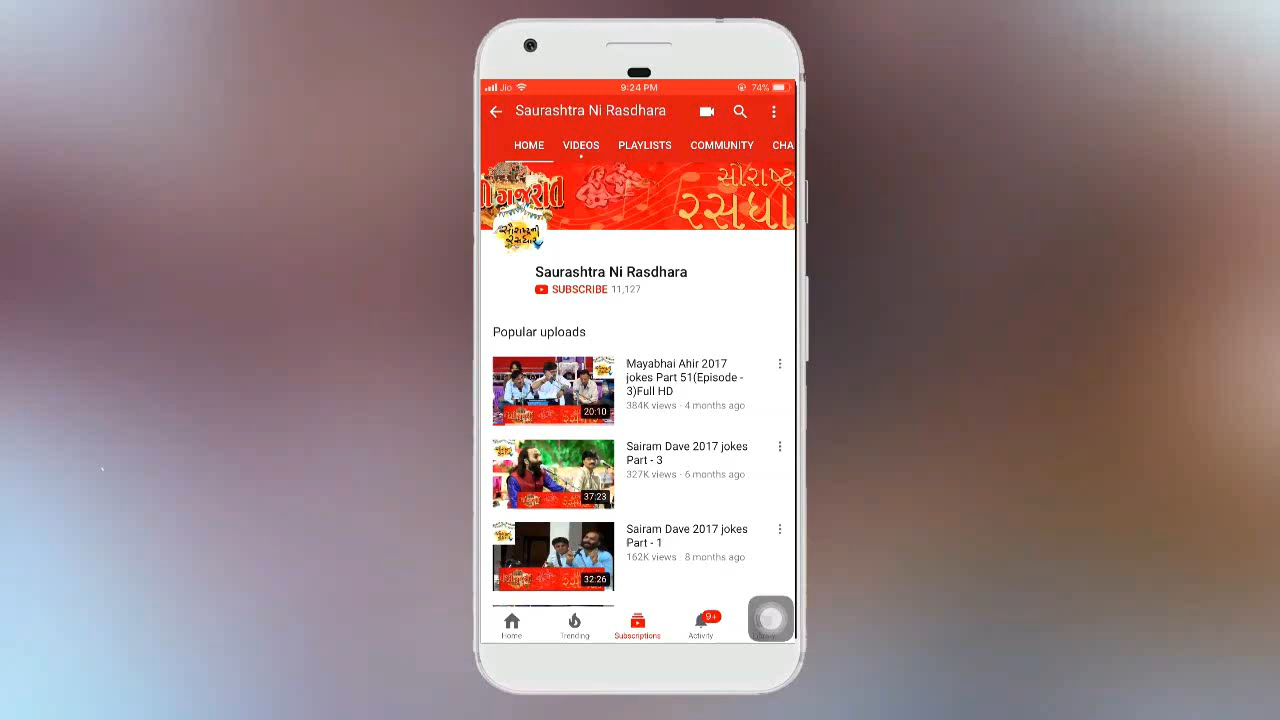 Jio 9:24 PM 74%
Saurashtra Ni Rasdhara
HOME VIDEOS PLAYLISTS COMMUNITY CHA
ગુજરાતી
સૌરાષ્ટ્ર
રસધા
સૌરાષ્ટ્રની
રસધાર
Saurashtra Ni Rasdhara
SUBSCRIBE 11,127
Popular uploads
Mayabhai Ahir 2017
jokes Part 51(Episode -
3)Full HD
384K views · 4 months ago
20:10
Sairam Dave 2017 jokes
Part - 3
327K views · 6 months ago
37:23
Sairam Dave 2017 jokes
Part - 1
162K views · 8 months ago
32:26
9+
Home Trending Subscriptions Activity